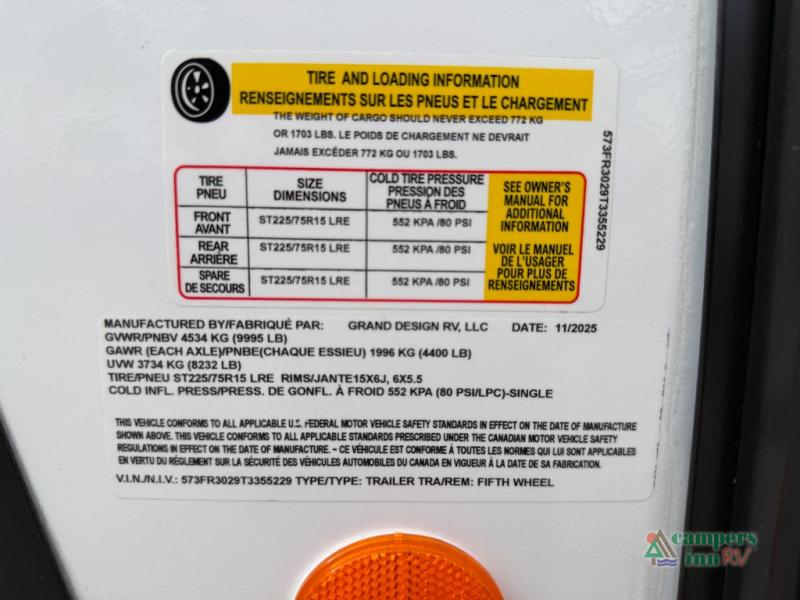 TIRE AND LOADING INFORMATION
RENSEIGNEMENTS SUR LES PNEUS ET LE CHARGEMENT
THE WEIGHT OF CARGO SHOULD NEVER EXCEED 772 KG
OR 1703 LBS. LE POIDS DE CHARGEMENT NE DEVRAIT
JAMAIS EXCÉDER 772 KG OU 1703 LBS.
TIRE
PNEU
SIZE
DIMENSIONS
COLD TIRE PRESSURE
PRESSION DES
PNEUS À FROID
FRONT
AVANT
ST225/75R15 LRE
552 KPA /80 PSI
REAR
ARRIÈRE
ST225/75R15 LRE
552 KPA /80 PSI
SPARE
DE SECOURS
ST225/75R15 LRE
552 KPA /80 PSI
SEE OWNER'S
MANUAL FOR
ADDITIONAL
INFORMATION
VOIR LE MANUEL
DE L'USAGER
POUR PLUS DE
RENSEIGNEMENTS
573FR3029T3355229
MANUFACTURED BY/FABRIQUÉ PAR: GRAND DESIGN RV, LLC DATE: 11/2025
GVWR/PNBV 4534 KG (9995 LB)
GAWR (EACH AXLE)/PNBE(CHAQUE ESSIEU) 1996 KG (4400 LB)
UVW 3734 KG (8232 LB)
TIRE/PNEU ST225/75R15 LRE RIMS/JANTE15X6J, 6X5.5
COLD INFL. PRESS/PRESS. DE GONFL. À FROID 552 KPA (80 PSI/LPC)-SINGLE
THIS VEHICLE CONFORMS TO ALL APPLICABLE U.S. FEDERAL MOTOR VEHICLE SAFETY STANDARDS IN EFFECT ON THE DATE OF MANUFACTURE
SHOWN ABOVE. THIS VEHICLE CONFORMS TO ALL APPLICABLE STANDARDS PRESCRIBED UNDER THE CANADIAN MOTOR VEHICLE SAFETY
REGULATIONS IN EFFECT ON THE DATE OF MANUFACTURE. ~ CE VÉHICULE EST CONFORME À TOUTES LES NORMES QUI LUI SONT APPLICABLES
EN VERTU DU RÈGLEMENT SUR LA SÉCURITÉ DES VÉHICULES AUTOMOBILES DU CANADA EN VIGUEUR À LA DATE DE SA FABRICATION.
V.I.N./N.I.V.: 573FR3029T3355229 TYPE/TYPE: TRAILER TRA/REM: FIFTH WHEEL
campers
inn RV